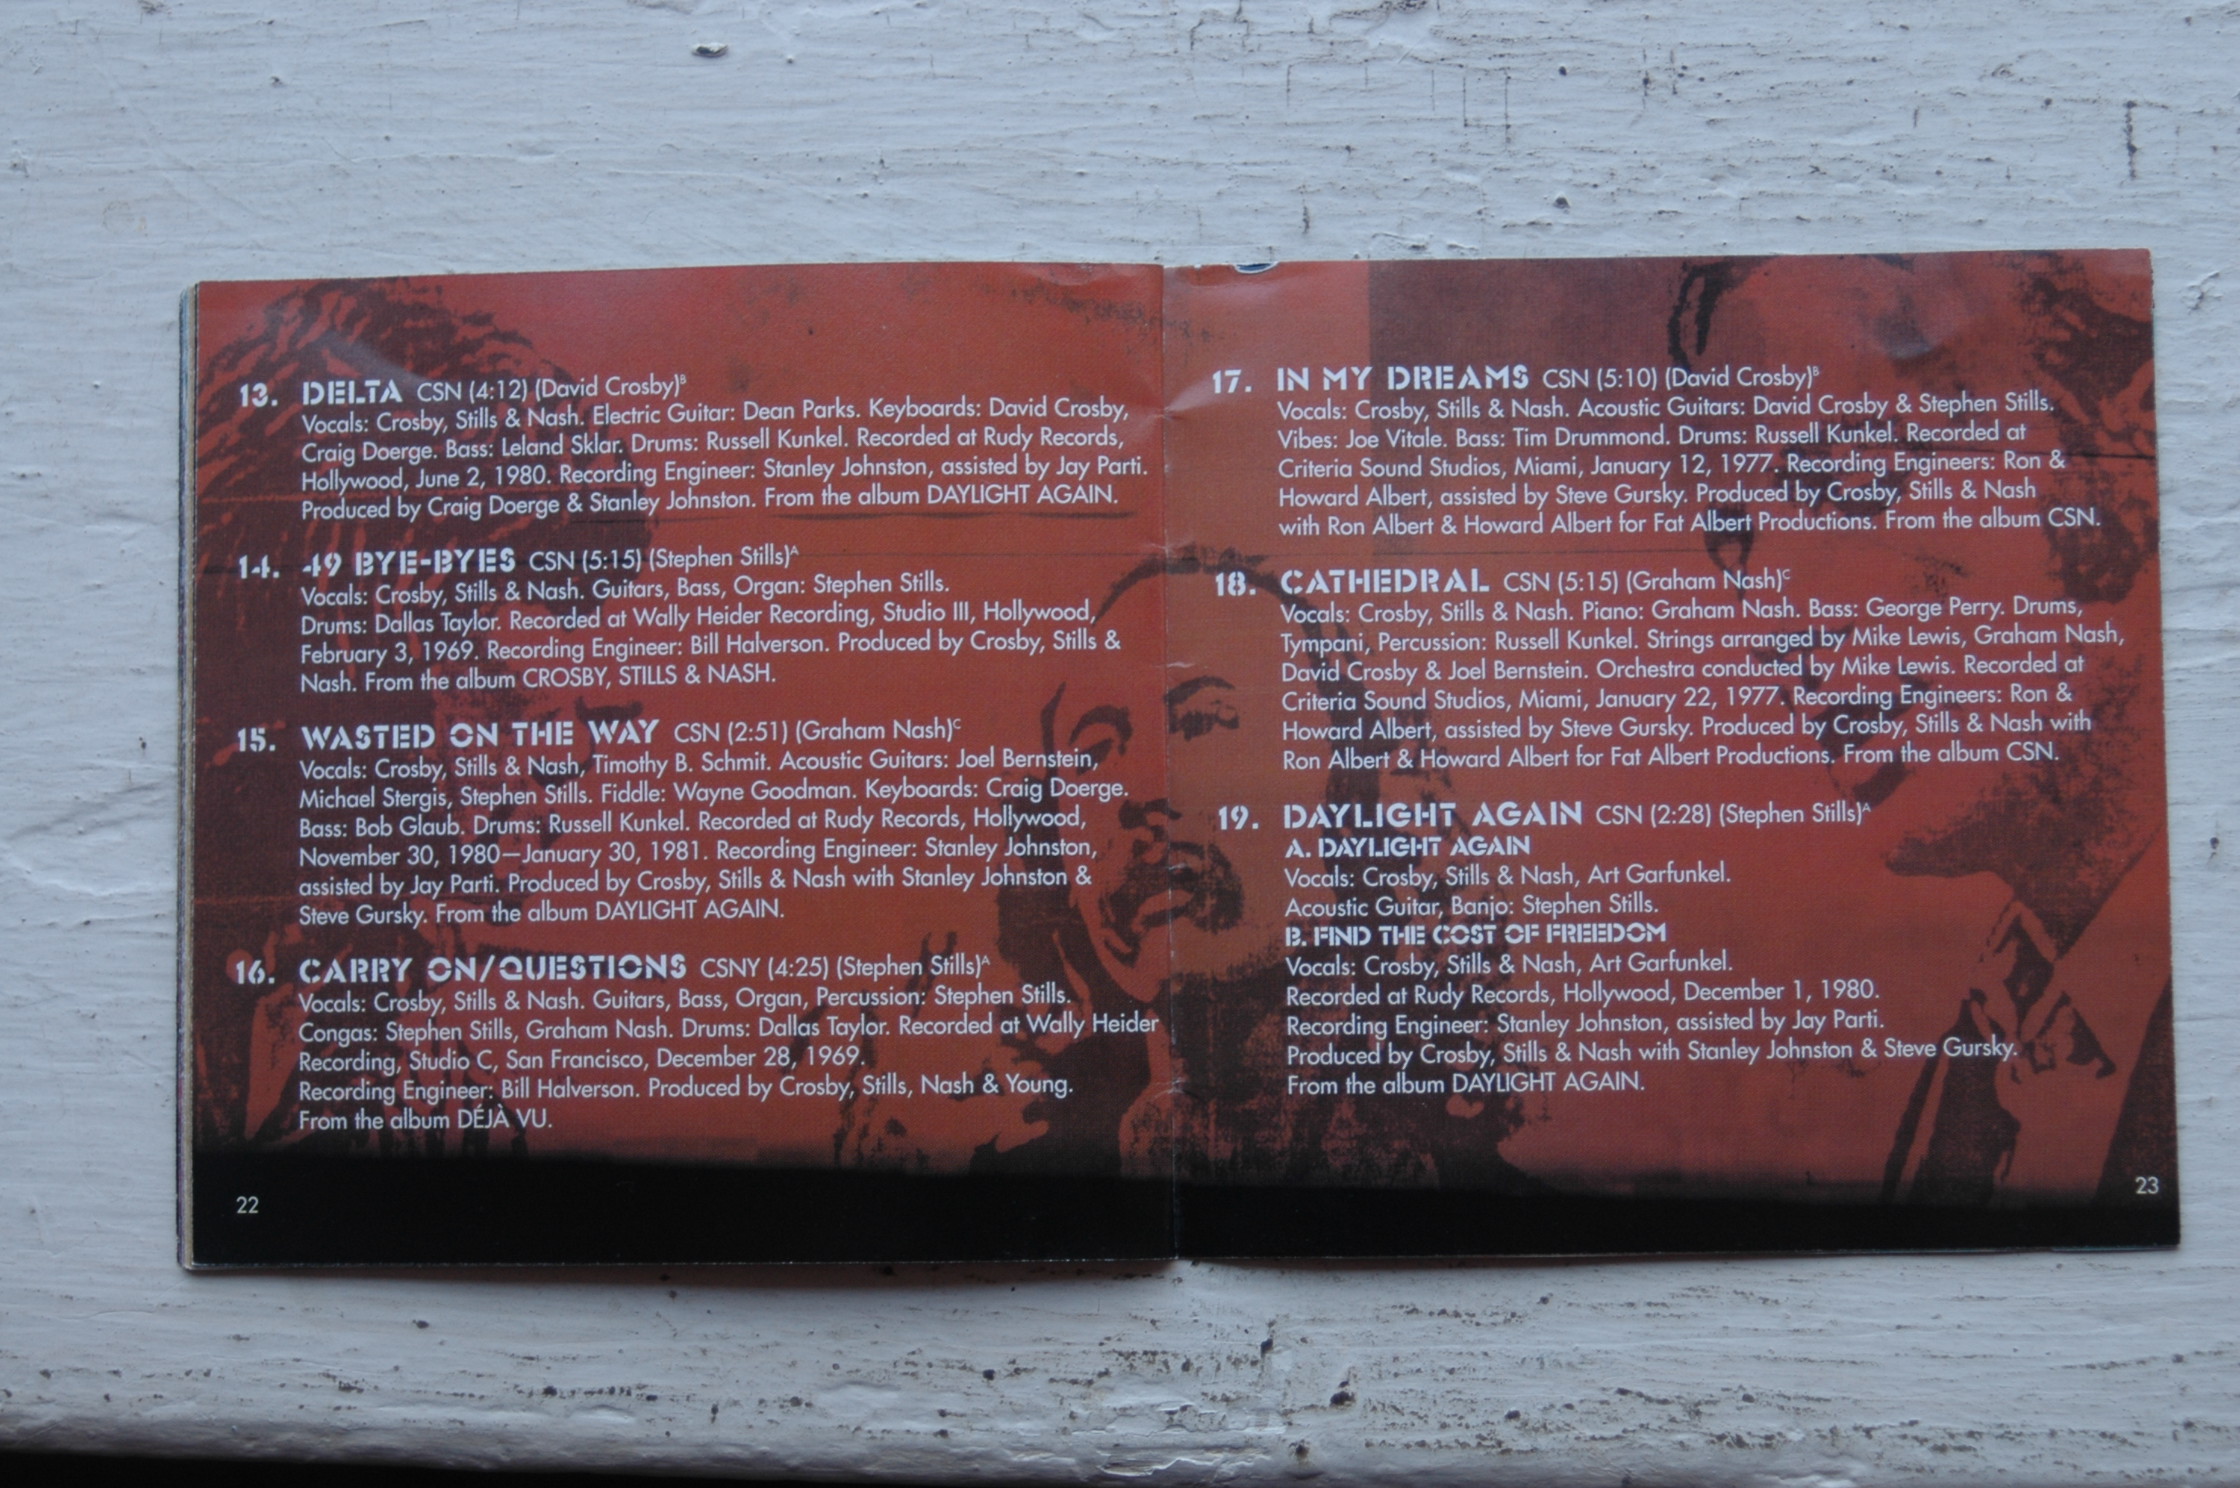 13. DELTA CSN (4:12) (David Crosby)B
Vocals: Crosby, Stills & Nash. Electric Guitar: Dean Parks. Keyboards: David Crosby,
Craig Doerge. Bass: Leland Sklar. Drums: Russell Kunkel. Recorded at Rudy Records,
Hollywood, June 2, 1980. Recording Engineer: Stanley Johnston, assisted by Jay Parti.
Produced by Craig Doerge & Stanley Johnston. From the album DAYLIGHT AGAIN.
14. 49 BYE-BYES CSN (5:15) (Stephen Stills)A
Vocals: Crosby, Stills & Nash. Guitars, Bass, Organ: Stephen Stills.
Drums: Dallas Taylor. Recorded at Wally Heider Recording, Studio III, Hollywood,
February 3, 1969. Recording Engineer: Bill Halverson. Produced by Crosby, Stills &
Nash. From the album CROSBY, STILLS & NASH.
15. WASTED ON THE WAY CSN (2:51) (Graham Nash)C
Vocals: Crosby, Stills & Nash, Timothy B. Schmit. Acoustic Guitars: Joel Bernstein,
Michael Stergis, Stephen Stills. Fiddle: Wayne Goodman. Keyboards: Craig Doerge.
Bass: Bob Glaub. Drums: Russell Kunkel. Recorded at Rudy Records, Hollywood,
November 30, 1980—January 30, 1981. Recording Engineer: Stanley Johnston,
assisted by Jay Parti. Produced by Crosby, Stills & Nash with Stanley Johnston &
Steve Gursky. From the album DAYLIGHT AGAIN.
16. CARRY ON/QUESTIONS CSNY (4:25) (Stephen Stills)A
Vocals: Crosby, Stills & Nash. Guitars, Bass, Organ, Percussion: Stephen Stills.
Congas: Stephen Stills, Graham Nash. Drums: Dallas Taylor. Recorded at Wally Heider
Recording, Studio C, San Francisco, December 28, 1969.
Recording Engineer: Bill Halverson. Produced by Crosby, Stills, Nash & Young.
From the album DÉJÀ VU.
22
17. IN MY DREAMS CSN (5:10) (David Crosby)B
Vocals: Crosby, Stills & Nash. Acoustic Guitars: David Crosby & Stephen Stills.
Vibes: Joe Vitale. Bass: Tim Drummond. Drums: Russell Kunkel. Recorded at
Criteria Sound Studios, Miami, January 12, 1977. Recording Engineers: Ron &
Howard Albert, assisted by Steve Gursky. Produced by Crosby, Stills & Nash
with Ron Albert & Howard Albert for Fat Albert Productions. From the album CSN.
18. CATHEDRAL CSN (5:15) (Graham Nash)C
Vocals: Crosby, Stills & Nash. Piano: Graham Nash. Bass: George Perry. Drums,
Tympani, Percussion: Russell Kunkel. Strings arranged by Mike Lewis, Graham Nash,
David Crosby & Joel Bernstein. Orchestra conducted by Mike Lewis. Recorded at
Criteria Sound Studios, Miami, January 22, 1977. Recording Engineers: Ron &
Howard Albert, assisted by Steve Gursky. Produced by Crosby, Stills & Nash with
Ron Albert & Howard Albert for Fat Albert Productions. From the album CSN.
19. DAYLIGHT AGAIN CSN (2:28) (Stephen Stills)A
A. DAYLIGHT AGAIN
Vocals: Crosby, Stills & Nash, Art Garfunkel.
Acoustic Guitar, Banjo: Stephen Stills.
B. FIND THE COST OF FREEDOM
Vocals: Crosby, Stills & Nash, Art Garfunkel.
Recorded at Rudy Records, Hollywood, December 1, 1980.
Recording Engineer: Stanley Johnston, assisted by Jay Parti.
Produced by Crosby, Stills & Nash with Stanley Johnston & Steve Gursky.
From the album DAYLIGHT AGAIN.
23